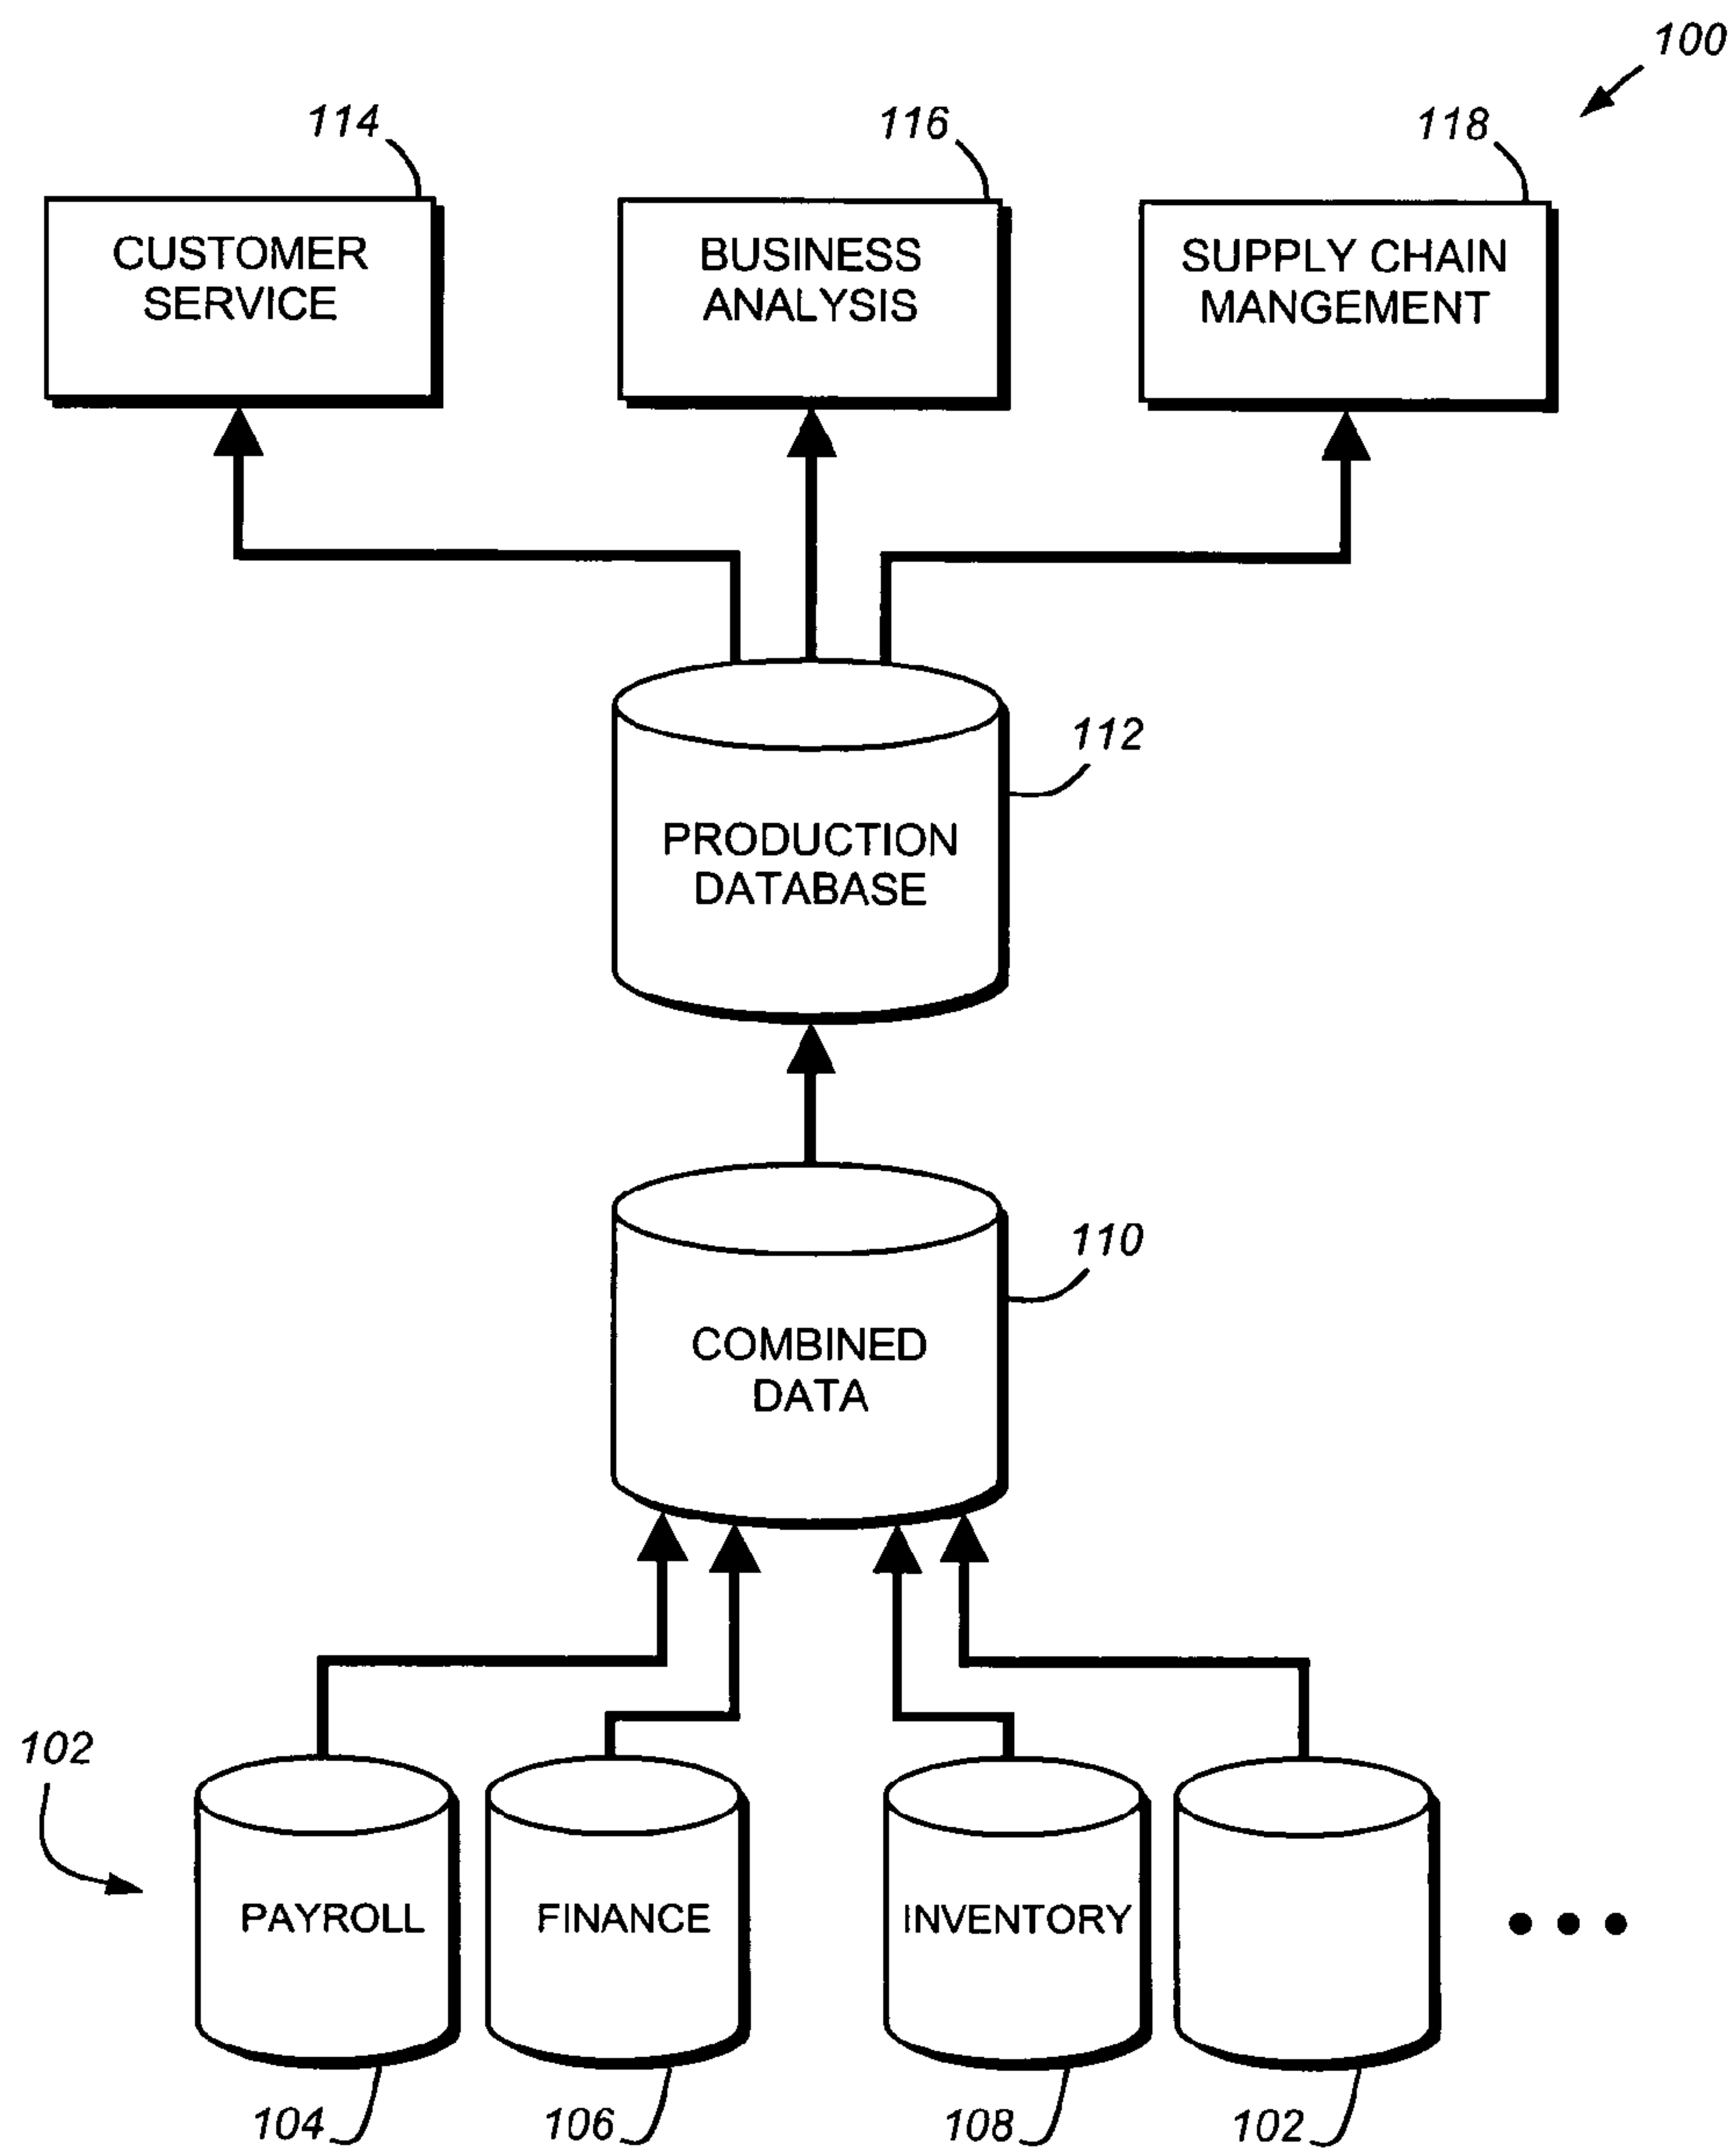 100
114
116
118
CUSTOMER
SERVICE
BUSINESS
ANALYSIS
SUPPLY CHAIN
MANGEMENT
112
PRODUCTION
DATABASE
110
COMBINED
DATA
102
PAYROLL
FINANCE
INVENTORY
104
106
108
102